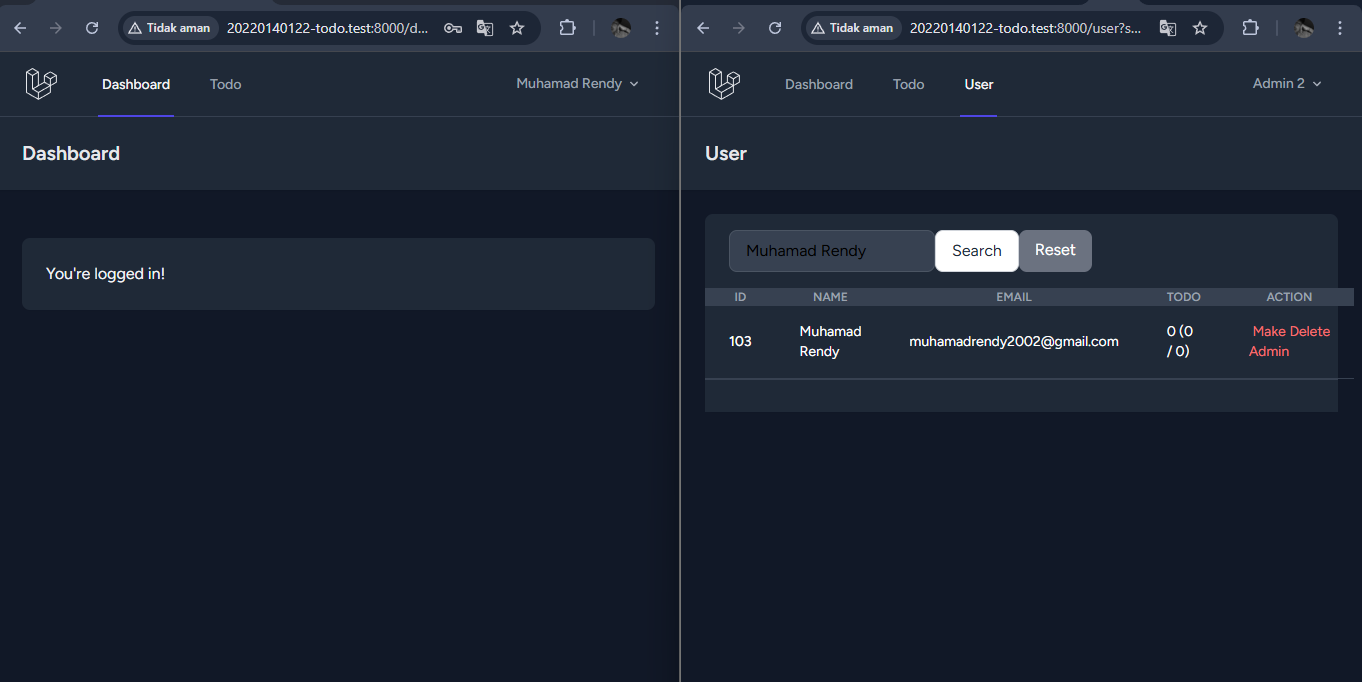 Tidak aman 20220140122-todo.test:8000/d...
Dashboard Todo Muhamad Rendy
Dashboard
You're logged in!
Tidak aman 20220140122-todo.test:8000/user?s...
Dashboard Todo User Admin 2
User
Muhamad Rendy Search Reset
ID NAME EMAIL TODO ACTION
103 Muhamad Rendy muhamadrendy2002@gmail.com 0 (0 / 0) Make Admin Delete